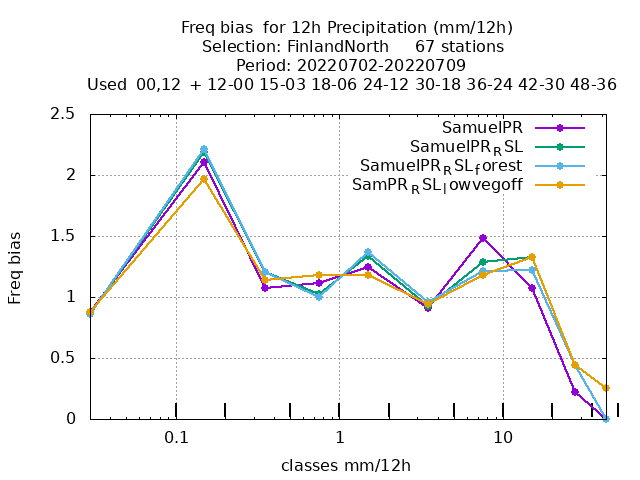 Freq bias  for 12h Precipitation (mm/12h)
Selection: FinlandNorth     67 stations
Period: 20220702-20220709
Used  00,12  + 12-00 15-03 18-06 24-12 30-18 36-24 42-30 48-36
SamuelPR
SamuelPR_RSL
SamuelPR_RSL_forest
SamPR_RSL_lowvegoff
2.5
2
1.5
1
0.5
0
Freq bias
0.1
1
10
classes mm/12h